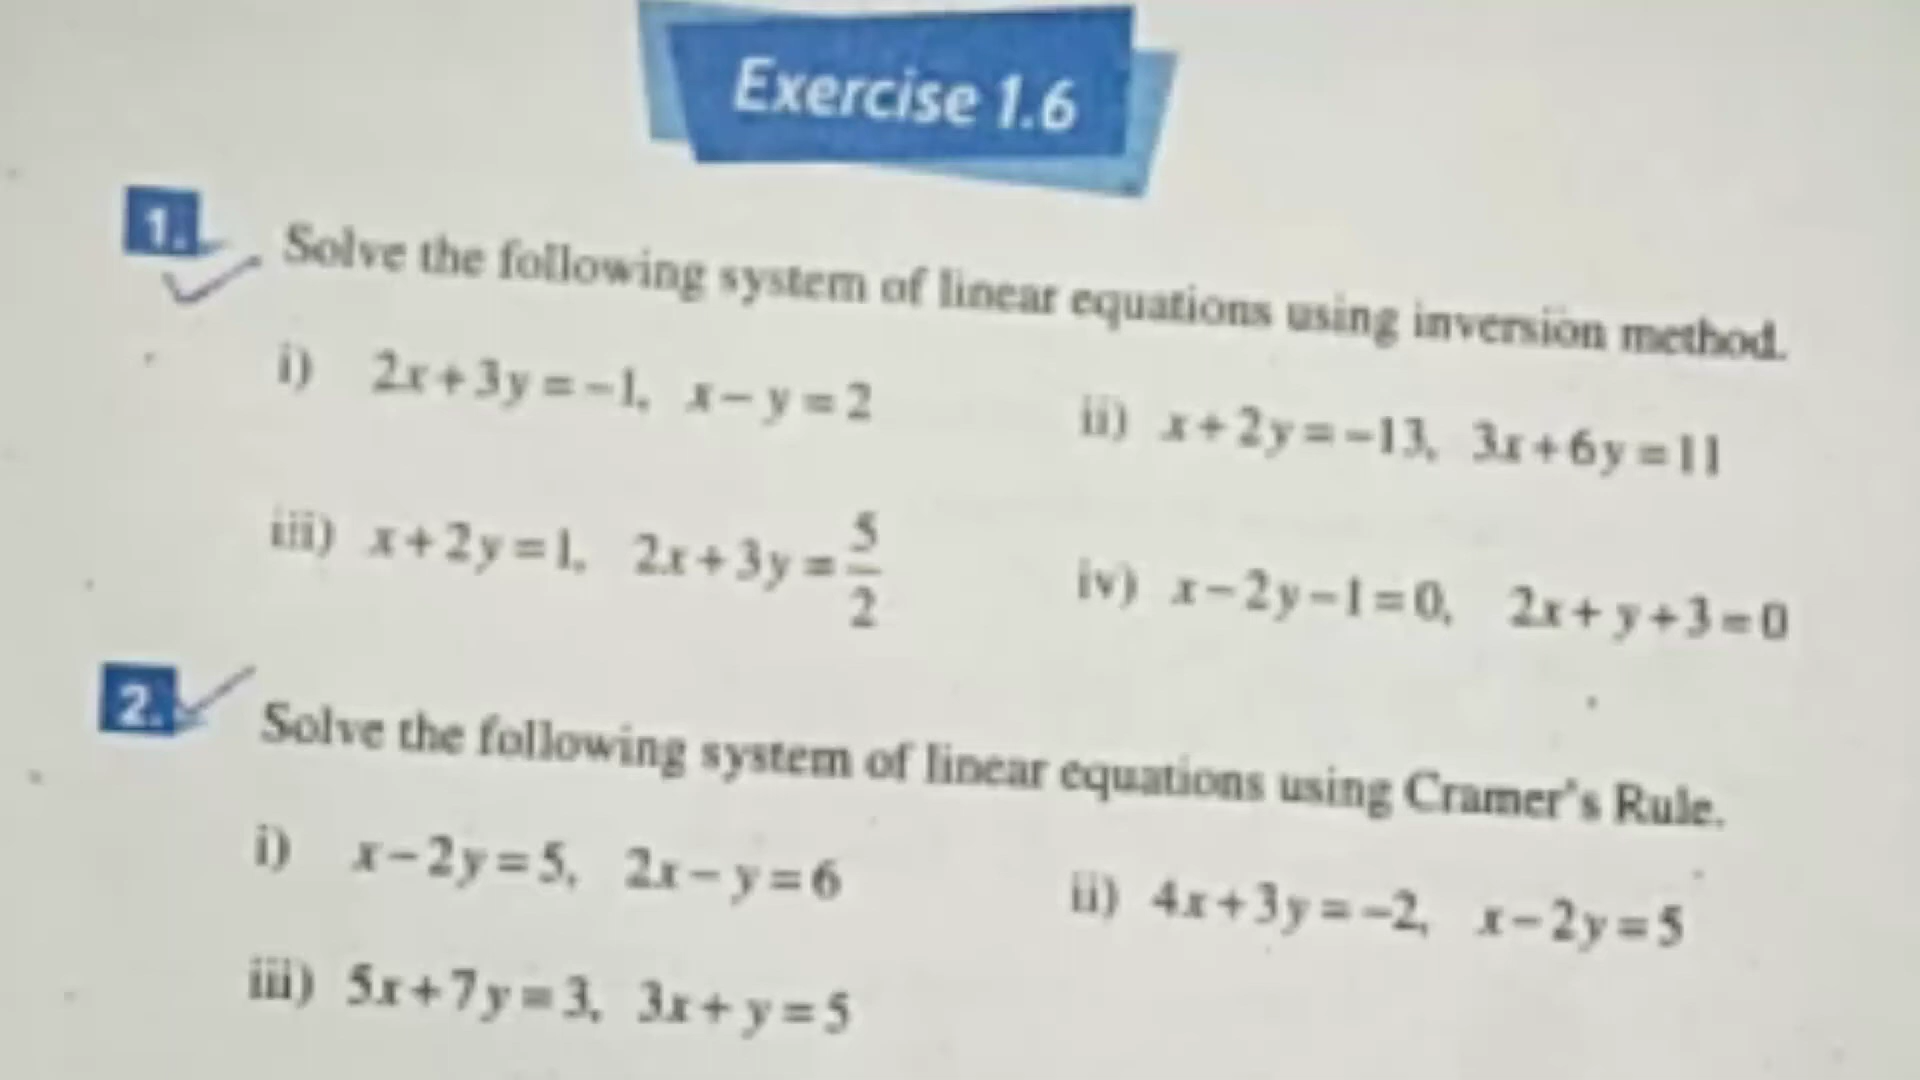 Exercise 1.6
1. Solve the following system of linear equations using inversion method.
i) 2x+3y=-1, x-y=2
ii) x+2y=-13, 3x+6y=11
iii) x+2y=1, 2x+3y=5/2
iv) x-2y-1=0, 2x+y+3=0
2. Solve the following system of linear equations using Cramer's Rule.
i) x-2y=5, 2x-y=6
ii) 4x+3y=-2, x-2y=5
iii) 5x+7y=3, 3x+y=5